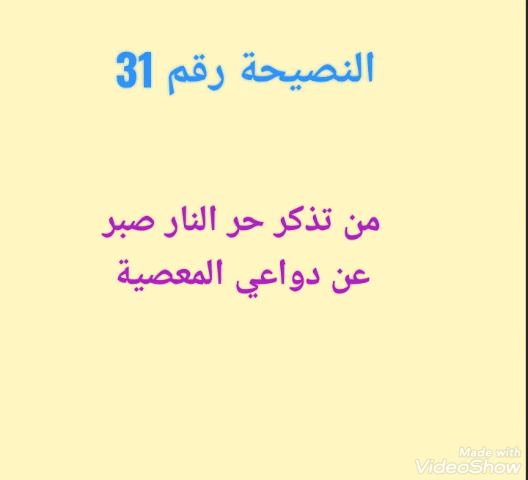 النصيحة رقم 31
من تذكر حر النار صبر
عن دواعي المعصية
Made with
VideoShow